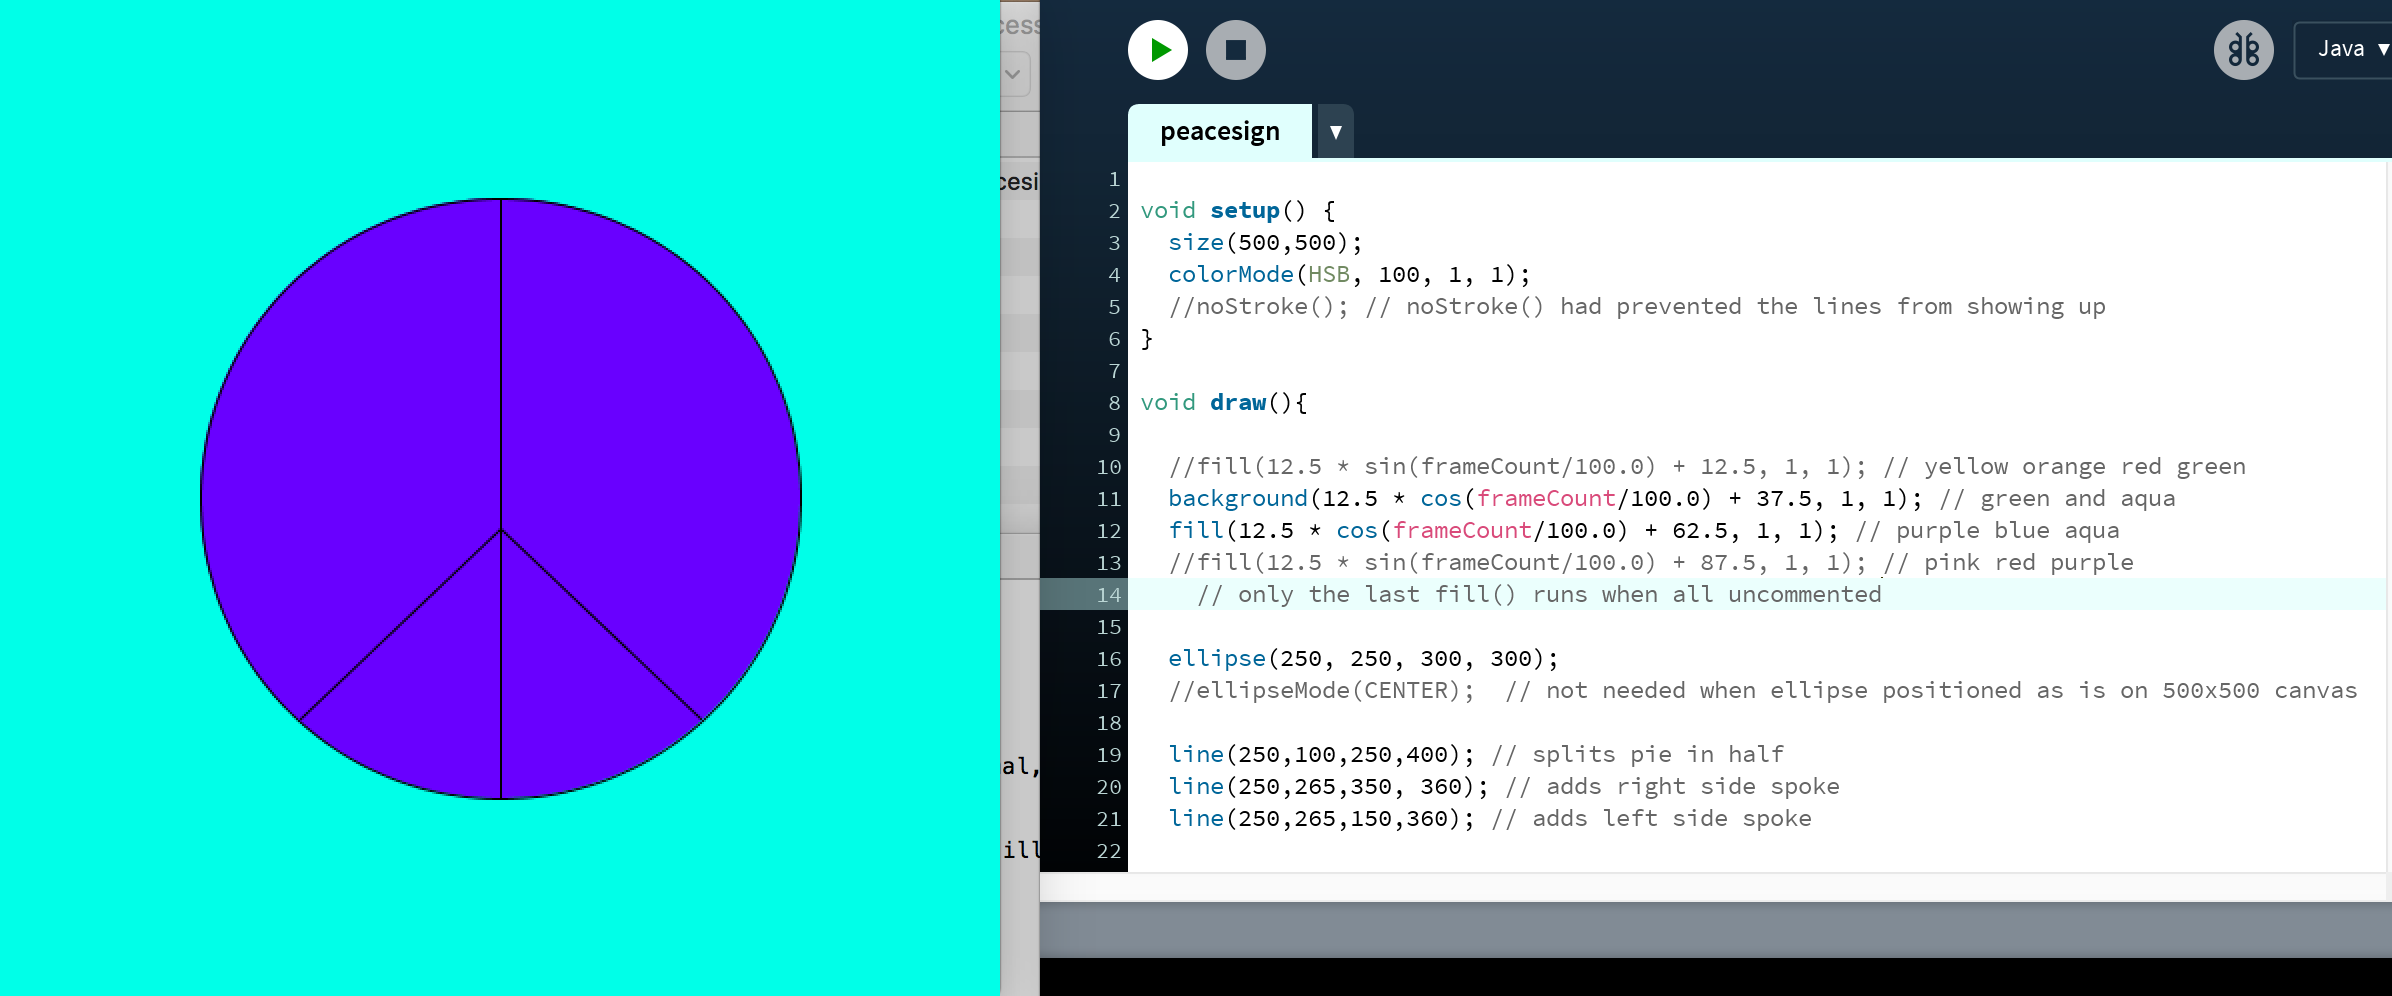 cess
cesi
al,
ill
Java ▼
peacesign ▼
1
2 void setup() {
3 size(500,500);
4 colorMode(HSB, 100, 1, 1);
5 //noStroke(); // noStroke() had prevented the lines from showing up
6 }
7
8 void draw(){
9
10 //fill(12.5 * sin(frameCount/100.0) + 12.5, 1, 1); // yellow orange red green
11 background(12.5 * cos(frameCount/100.0) + 37.5, 1, 1); // green and aqua
12 fill(12.5 * cos(frameCount/100.0) + 62.5, 1, 1); // purple blue aqua
13 //fill(12.5 * sin(frameCount/100.0) + 87.5, 1, 1); // pink red purple
14 // only the last fill() runs when all uncommented
15
16 ellipse(250, 250, 300, 300);
17 //ellipseMode(CENTER);  // not needed when ellipse positioned as is on 500x500 canvas
18
19 line(250,100,250,400); // splits pie in half
20 line(250,265,350, 360); // adds right side spoke
21 line(250,265,150,360); // adds left side spoke
22